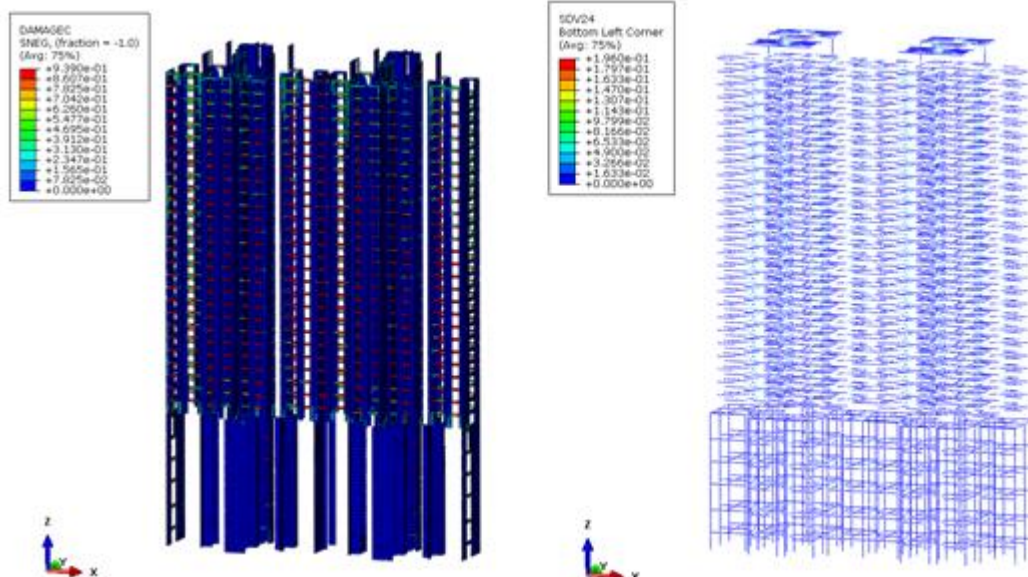 DAMAGEC
SNEG, (fraction = -1.0)
(Avg: 75%)
+9.390e-01
+8.607e-01
+7.825e-01
+7.042e-01
+6.260e-01
+5.477e-01
+4.695e-01
+3.912e-01
+3.130e-01
+2.347e-01
+1.565e-01
+7.825e-02
+0.000e+00
Z
Y
X
SDV24
Bottom Left Corner
(Avg: 75%)
+1.960e-01
+1.797e-01
+1.633e-01
+1.470e-01
+1.307e-01
+1.143e-01
+9.799e-02
+8.166e-02
+6.533e-02
+4.900e-02
+3.266e-02
+1.633e-02
+0.000e+00
Z
Y
X